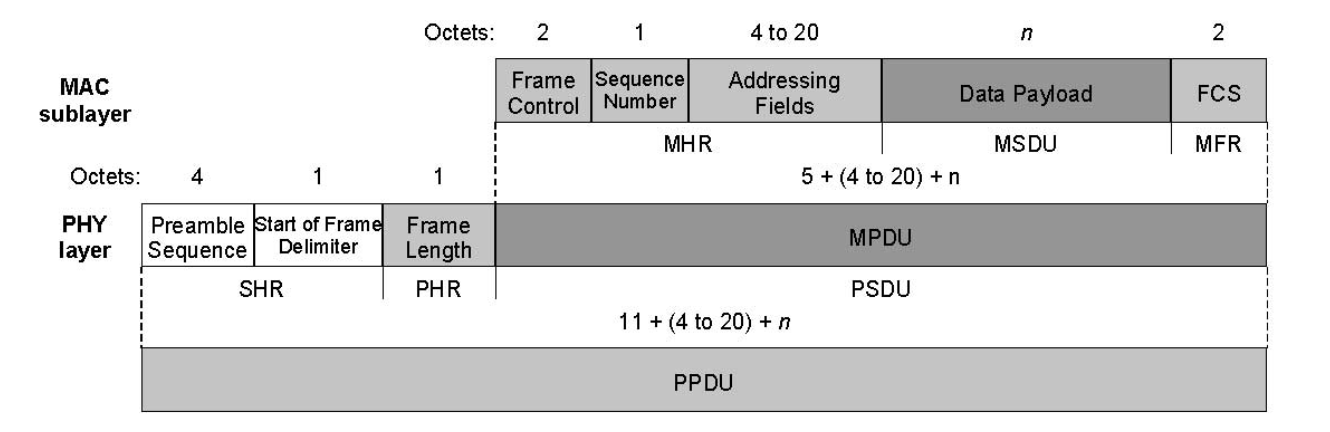 Octets: 2 1 4 to 20 n 2
MAC
sublayer
Frame
Control
Sequence
Number
Addressing
Fields
Data Payload
FCS
MHR MSDU MFR
Octets: 4 1 1 5 + (4 to 20) + n
PHY
layer
Preamble
Sequence
Start of Frame
Delimiter
Frame
Length
MPDU
SHR PHR PSDU
11 + (4 to 20) + n
PPDU